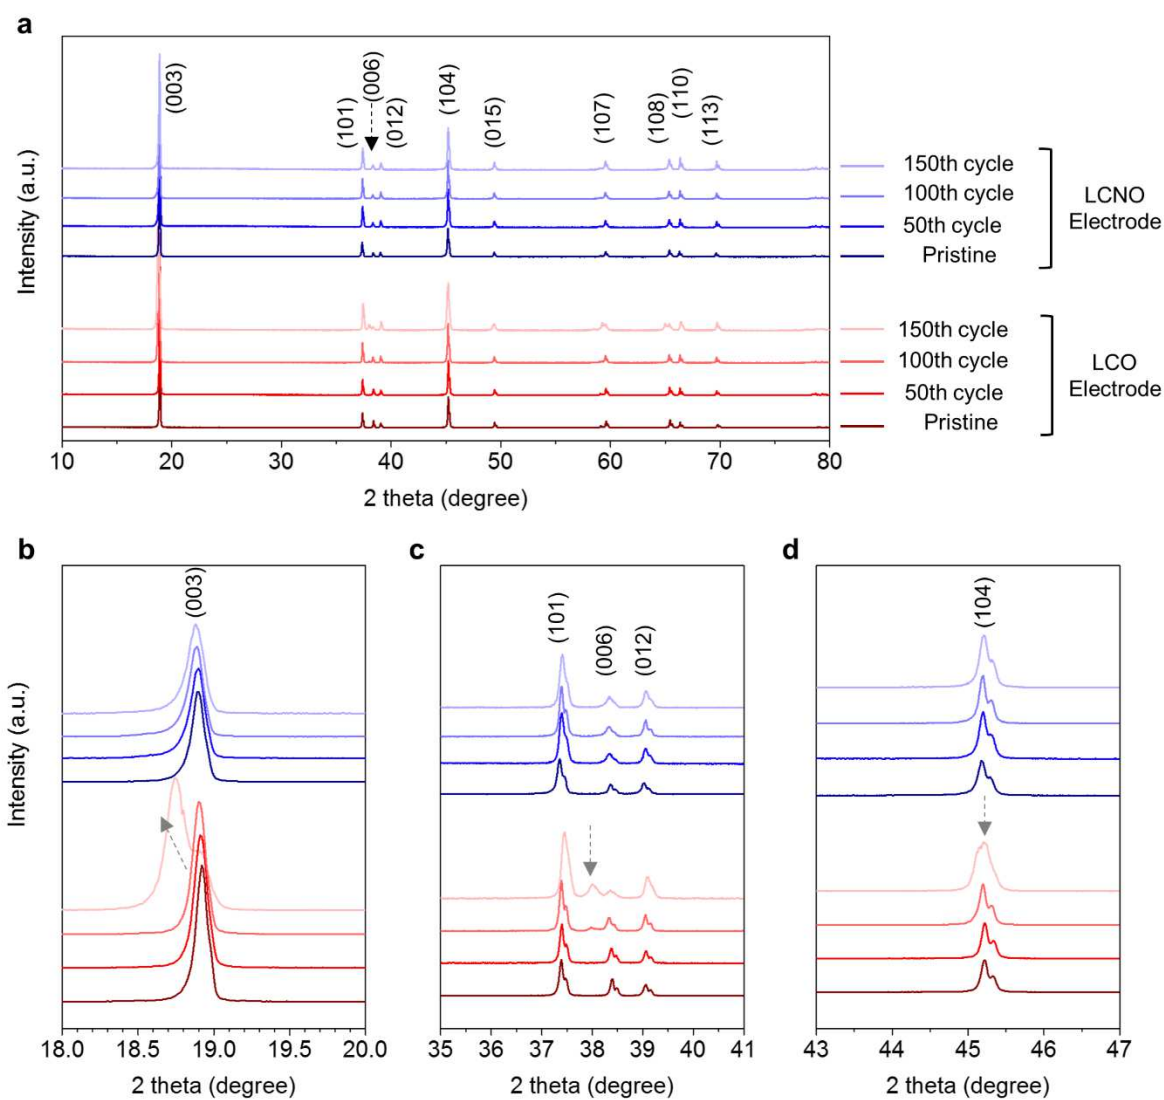 a
(003)
(101)
(006)
(012)
(104)
(015)
(107)
(108)
(110)
(113)
Intensity (a.u.)
150th cycle
100th cycle
50th cycle
Pristine
LCNO
Electrode
150th cycle
100th cycle
50th cycle
Pristine
LCO
Electrode
10 20 30 40 50 60 70 80
2 theta (degree)
b
(003)
Intensity (a.u.)
18.0 18.5 19.0 19.5 20.0
2 theta (degree)
c
(101)
(006)
(012)
35 36 37 38 39 40 41
2 theta (degree)
d
(104)
43 44 45 46 47
2 theta (degree)